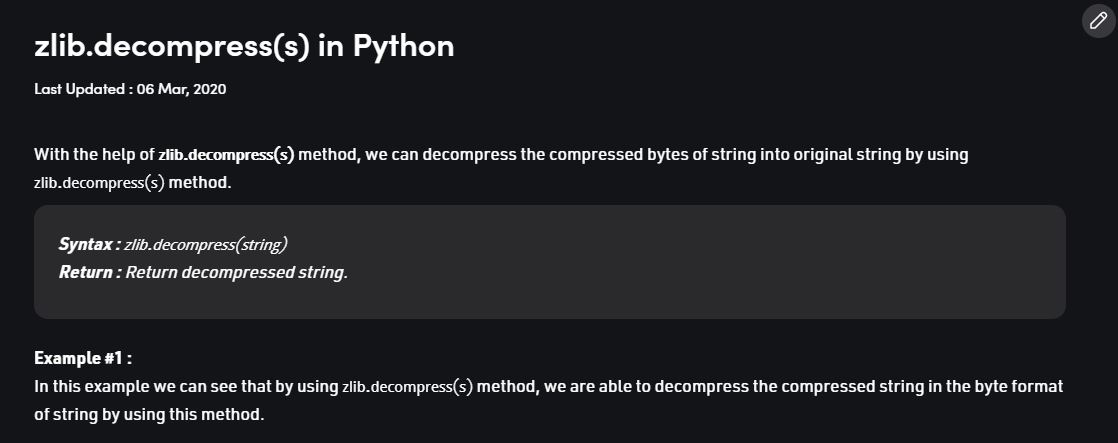 zlib.decompress(s) in Python
Last Updated : 06 Mar, 2020
With the help of zlib.decompress(s) method, we can decompress the compressed bytes of string into original string by using
zlib.decompress(s) method.
Syntax : zlib.decompress(string)
Return : Return decompressed string.
Example #1 :
In this example we can see that by using zlib.decompress(s) method, we are able to decompress the compressed string in the byte format
of string by using this method.